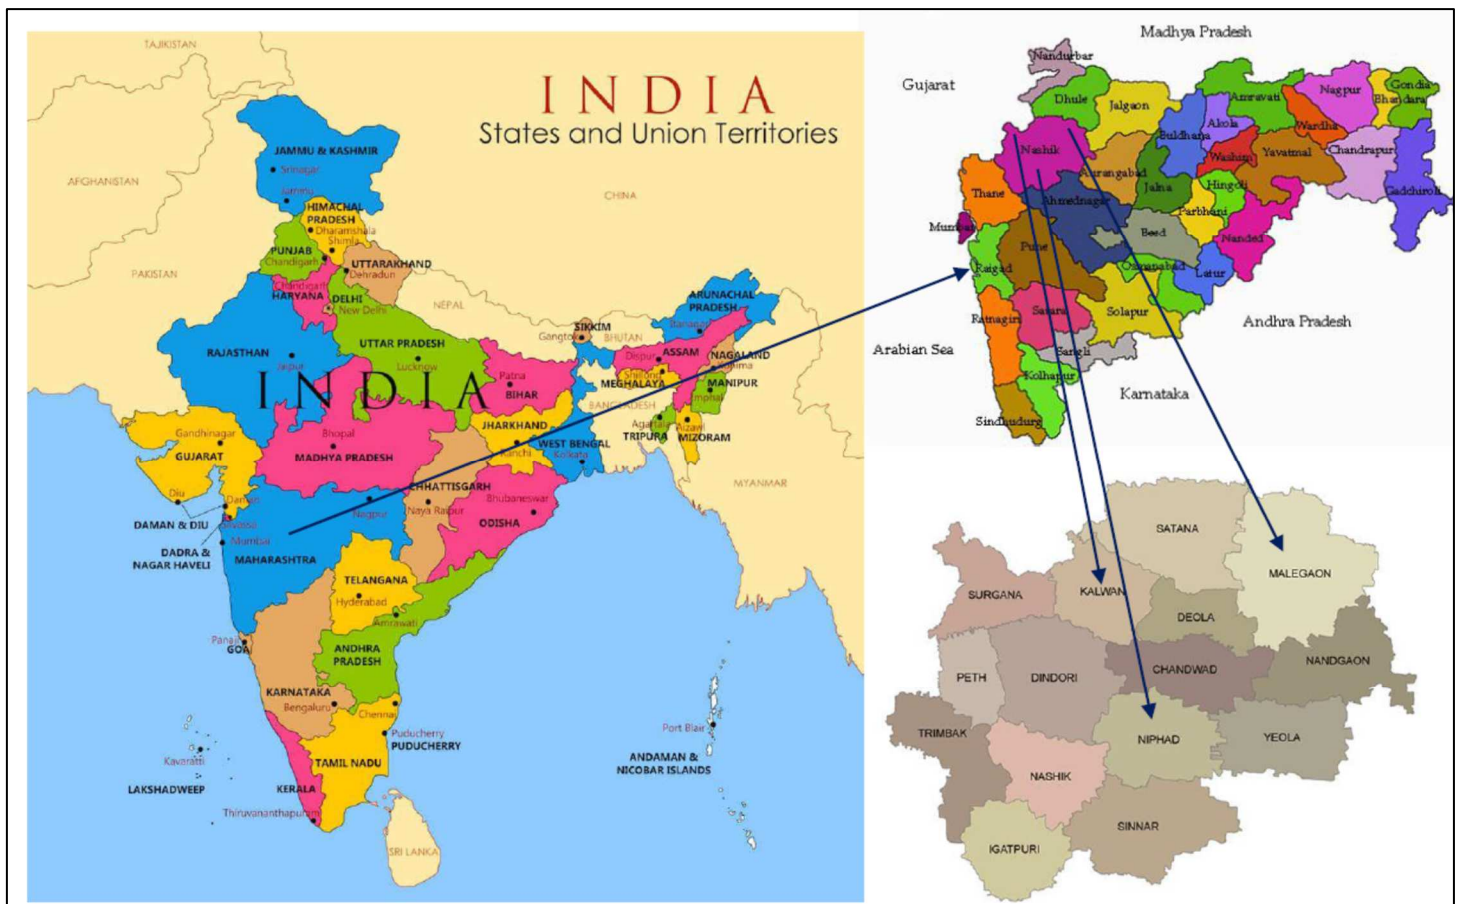 INDIA
States and Union Territories
TAJIKISTAN
AFGHANISTAN
PAKISTAN
CHINA
NEPAL
BHUTAN
BANGLADESH
MYANMAR
SRI LANKA
INDIA
JAMMU & KASHMIR
Srinagar
Jammu
HIMACHAL
PRADESH
Dharamshala
Shimla
PUNJAB
Chandigarh
UTTARAKHAND
Dehradun
Chandigarh
HARYANA
DELHI
New Delhi
RAJASTHAN
Jaipur
UTTAR PRADESH
Lucknow
SIKKIM
Gangtok
ARUNACHAL
PRADESH
Itanagar
ASSAM
Dispur
NAGALAND
Kohima
MEGHALAYA
Shillong
MANIPUR
Imphal
TRIPURA
Agartala
MIZORAM
Aizawl
Patna
BIHAR
JHARKHAND
Ranchi
WEST BENGAL
Kolkata
Gandhinagar
GUJARAT
Bhopal
MADHYA PRADESH
CHHATTISGARH
Naya Raipur
Bhubaneswar
ODISHA
Diu
Daman
DAMAN & DIU
Silvassa
DADRA &
NAGAR HAVELI
Mumbai
Nagpur
MAHARASHTRA
TELANGANA
Hyderabad
Amrawati
ANDHRA
PRADESH
Panaji
GOA
KARNATAKA
Bengaluru
Chennai
Puducherry
PUDUCHERRY
TAMIL NADU
KERALA
Thiruvananthapuram
Kavaratti
LAKSHADWEEP
Port Blair
ANDAMAN &
NICOBAR ISLANDS
Madhya Pradesh
Gujarat
Nandurbar
Dhule
Jalgaon
Buldhana
Akola
Amravati
Wardha
Nagpur
Bhandara
Gondia
Nashik
Aurangabad
Jalna
Washim
Yavatmal
Chandrapur
Gadchiroli
Hingoli
Parbhani
Nanded
Thane
Ahmednagar
Mumbai
Beed
Pune
Raigad
Osmanabad
Latur
Ratnagiri
Satara
Solapur
Sangli
Kolhapur
Sindhudurg
Andhra Pradesh
Arabian Sea
Karnataka
SATANA
MALEGAON
SURGANA
KALWAN
DEOLA
PETH
DINDORI
CHANDWAD
NANDGAON
TRIMBAK
NIPHAD
YEOLA
NASHIK
SINNAR
IGATPURI